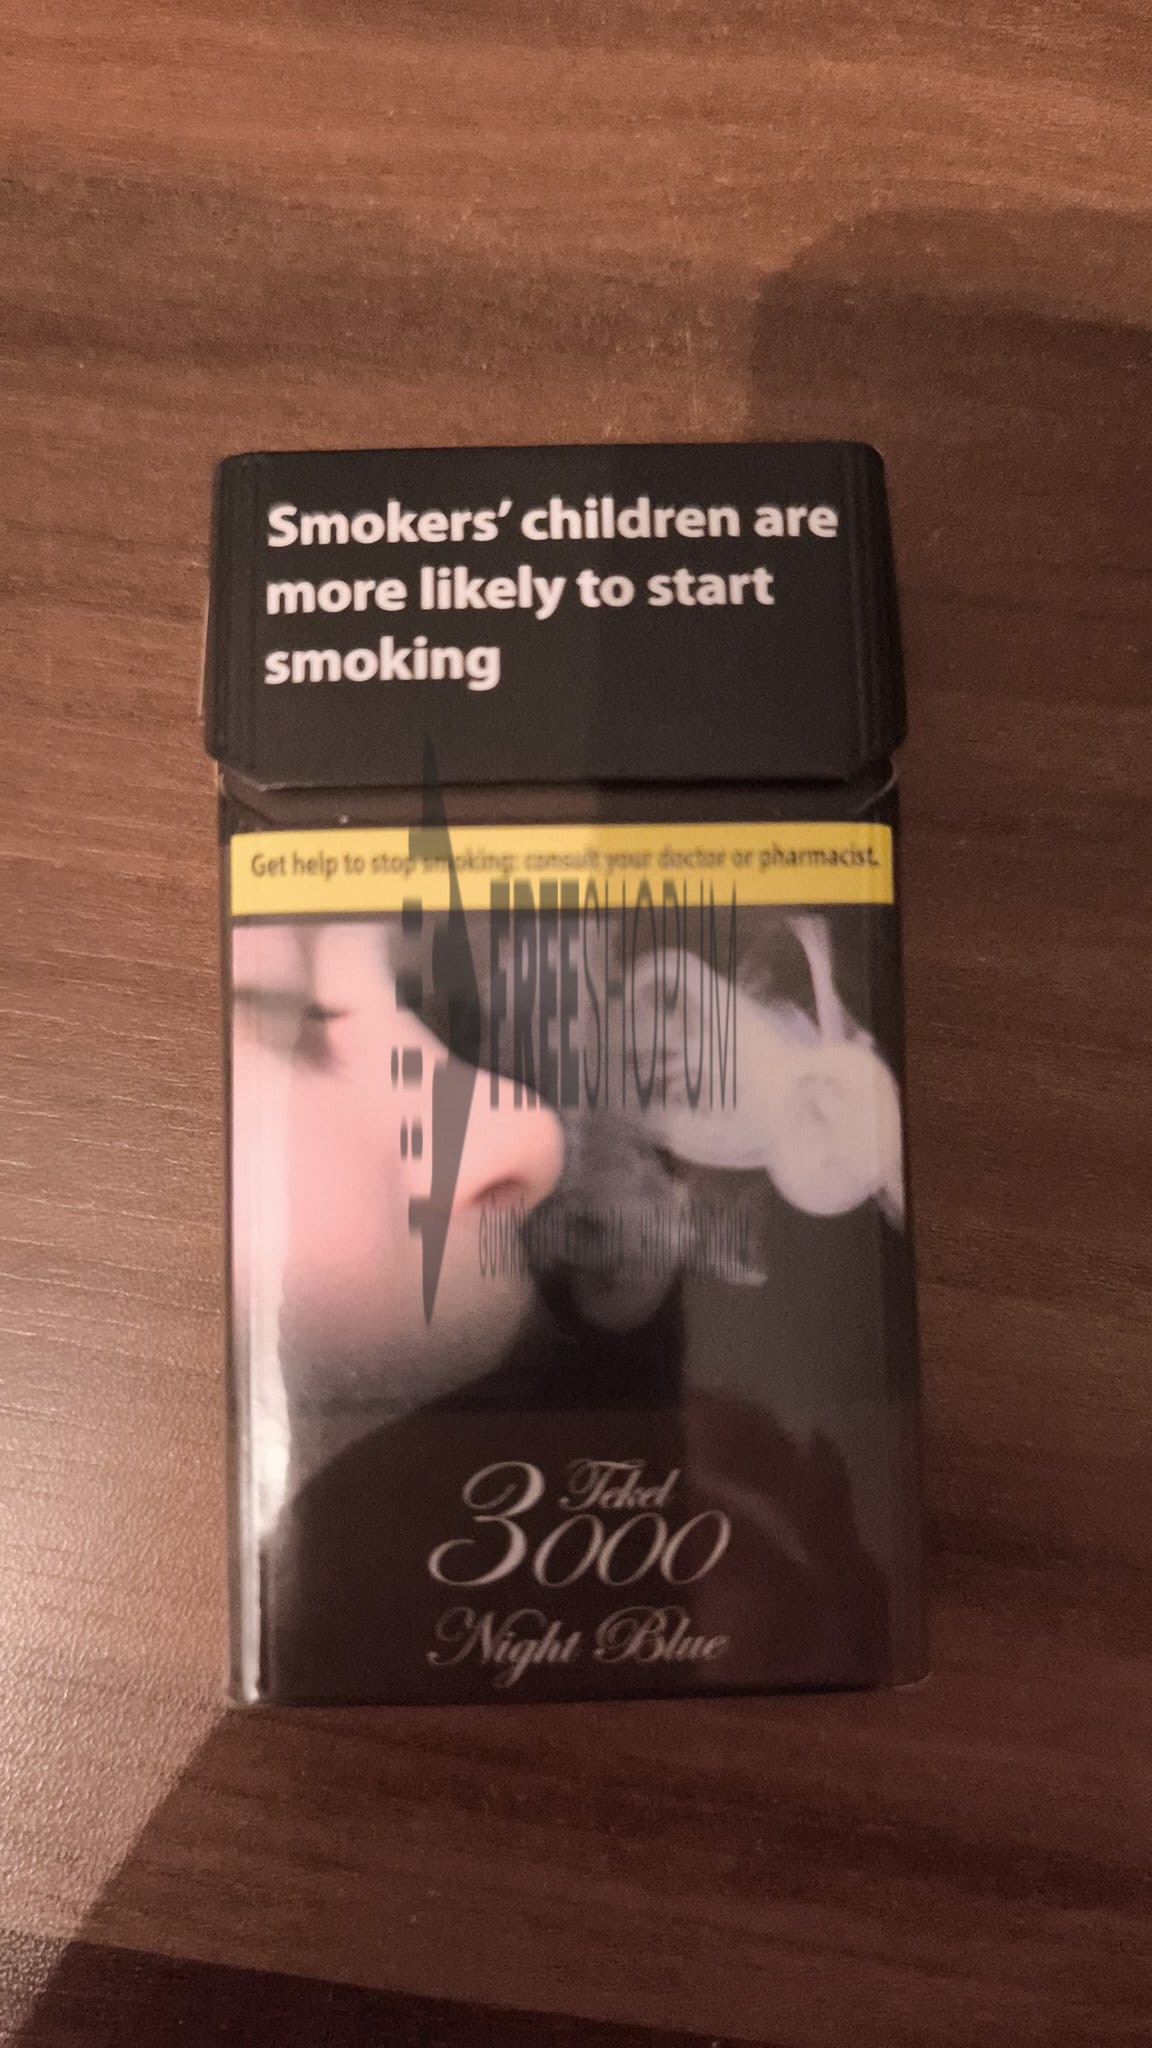 Smokers’ children are
more likely to start
smoking
Get help to stop smoking: consult your doctor or pharmacist.
FREESHOPUM
Tekel
3000
Night Blue